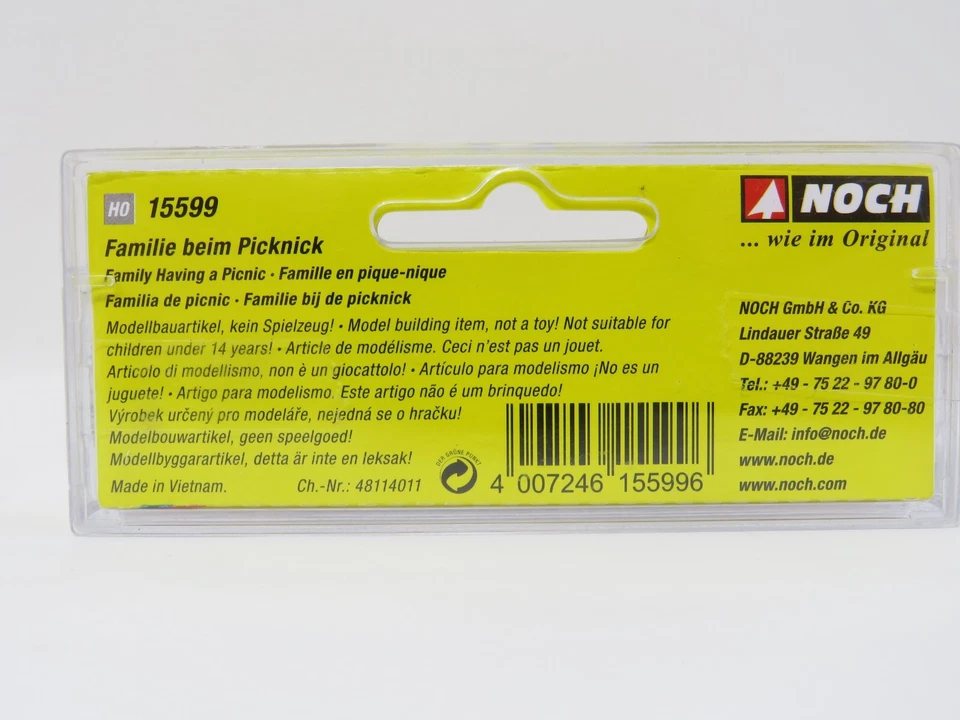 H0 15599
Familie beim Picknick
Family Having a Picnic · Famille en pique-nique
Familia de picnic · Familie bij de picknick
Modellbauartikel, kein Spielzeug! · Model building item, not a toy! Not suitable for
children under 14 years! · Article de modélisme. Ceci n'est pas un jouet.
Articolo di modellismo, non è un giocattolo! · Artículo para modelismo ¡No es un
juguete! · Artigo para modelismo. Este artigo não é um brinquedo!
Výrobek určený pro modeláře, nejedná se o hračku!
Modelbouwartikel, geen speelgoed!
Modellbyggarartikel, detta är inte en leksak!
Made in Vietnam. Ch.-Nr.: 48114011
DER GRÜNE PUNKT
4 007246 155996
NOCH
... wie im Original
NOCH GmbH & Co. KG
Lindauer Straße 49
D-88239 Wangen im Allgäu
Tel.: +49 - 75 22 - 97 80-0
Fax: +49 - 75 22 - 97 80-80
E-Mail: info@noch.de
www.noch.de
www.noch.com